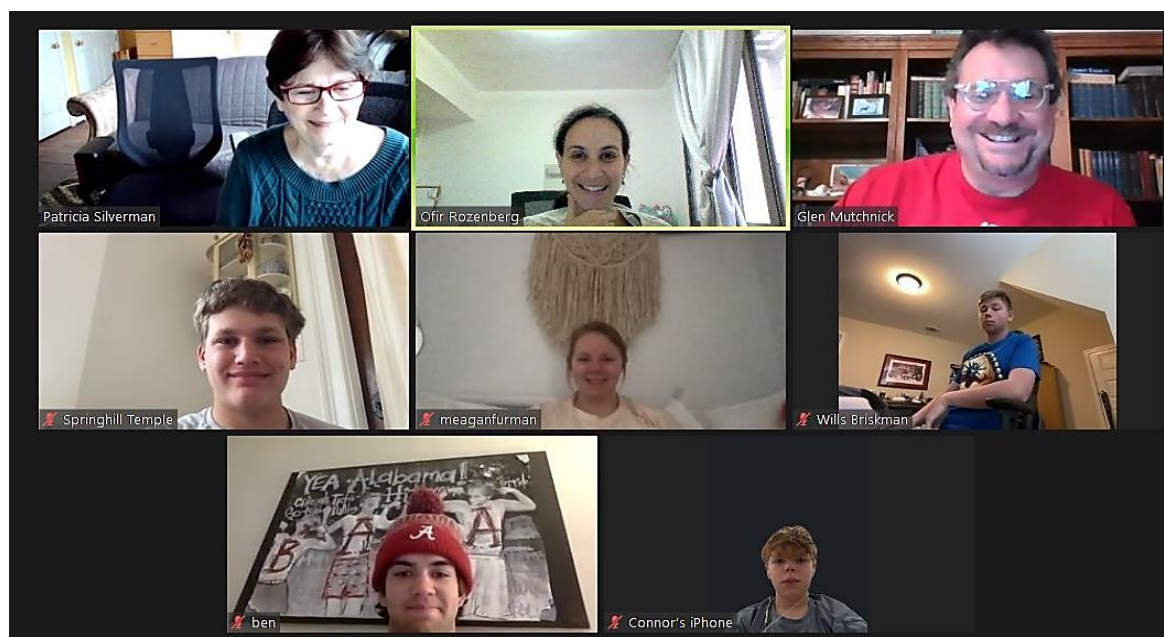 Patricia Silverman
Ofir Rozenberg
Glen Mutchnick
Springhill Temple
meaganfurman
Wills Briskman
YEA Alabama!
A
B A A
ben
Connor's iPhone